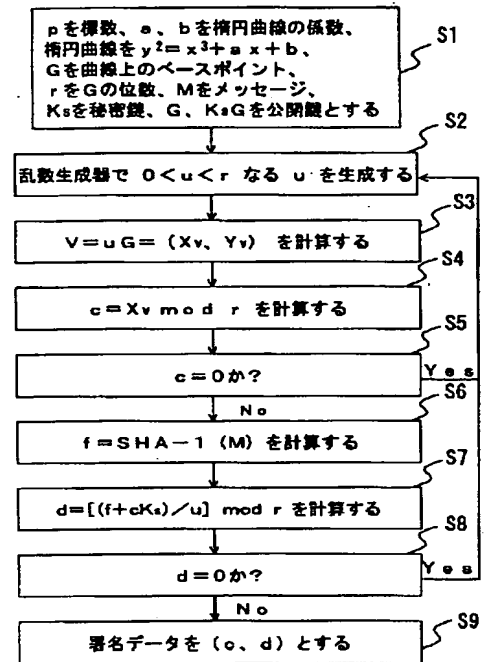 pを標数、a、bを楕円曲線の係数、
楕円曲線をy²=x³+ax+b、
Gを曲線上のベースポイント、
rをGの位数、Mをメッセージ、
Ksを秘密鍵、G、KsGを公開鍵とする
S1
S2
乱数生成器で 0<u<r なる u を生成する
S3
V=uG=(Xv、Yv) を計算する
S4
c=Xv mod r を計算する
S5
c=0か?
Yes
No
S6
f=SHA-1(M)を計算する
S7
d=[(f+cKs)/u] mod r を計算する
S8
d=0か?
Yes
No
S9
署名データを(c、d)とする